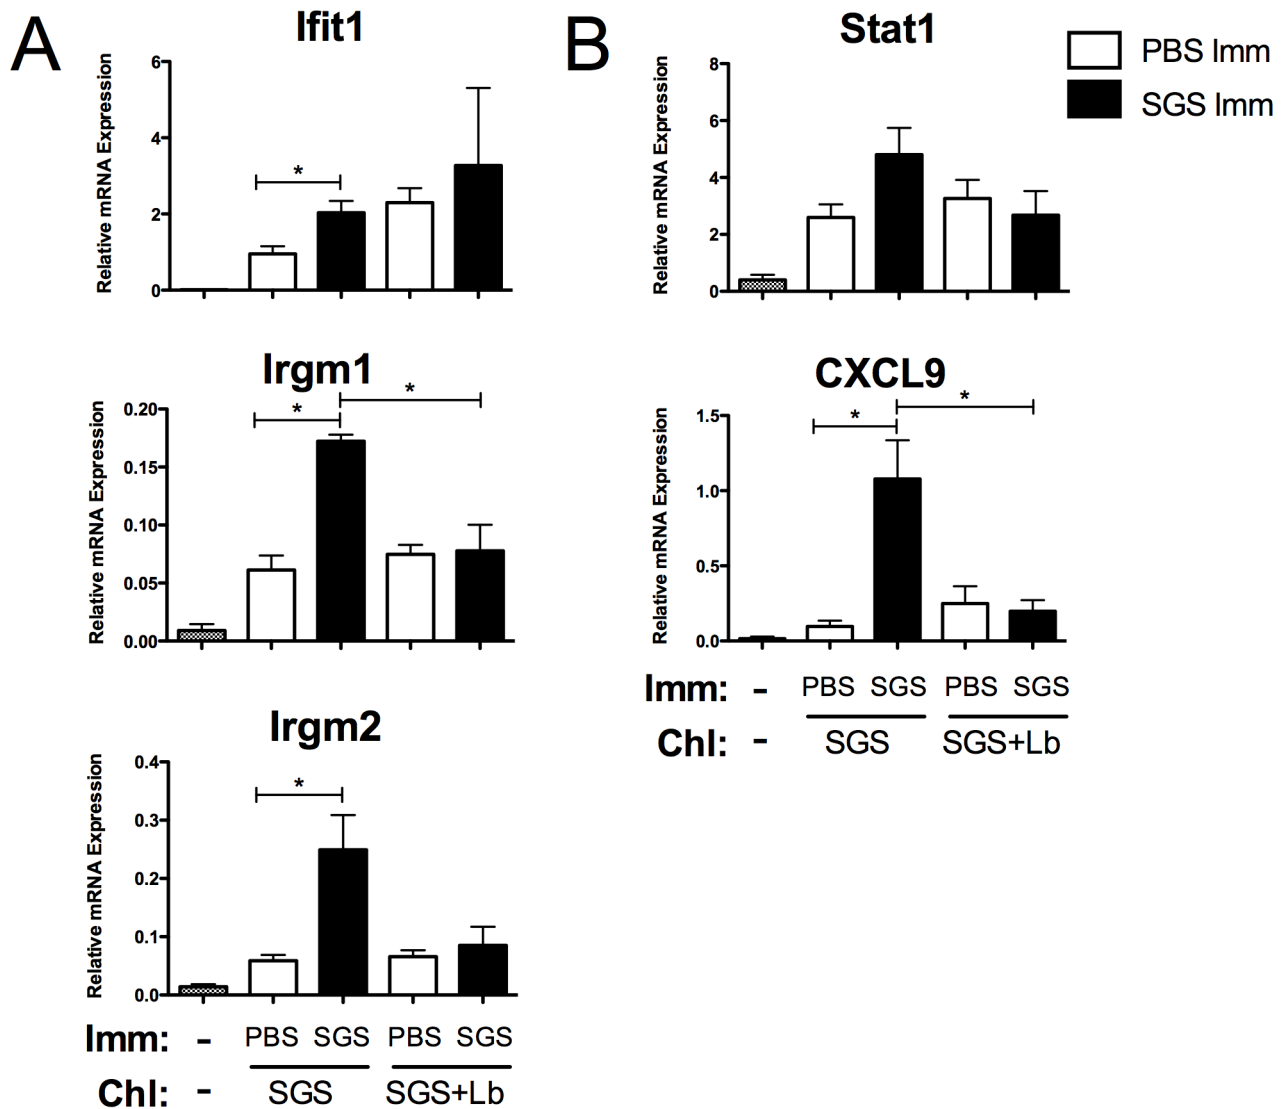 A
Ifit1
Relative mRNA Expression
6
4
2
0
*
Irgm1
Relative mRNA Expression
0.20
0.15
0.10
0.05
0.00
*
*
Irgm2
Relative mRNA Expression
0.4
0.3
0.2
0.1
0.0
*
Imm: - PBS SGS PBS SGS
Chl: - SGS SGS+Lb
B
Stat1
Relative mRNA Expression
8
6
4
2
0
CXCL9
Relative mRNA Expression
1.5
1.0
0.5
0.0
*
*
Imm: - PBS SGS PBS SGS
Chl: - SGS SGS+Lb
PBS Imm
SGS Imm